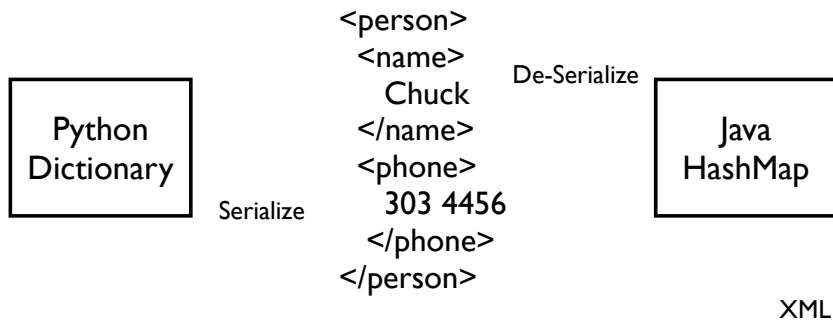 Python
Dictionary
Serialize
<person>
<name>
Chuck
</name>
<phone>
303 4456
</phone>
</person>
De-Serialize
Java
HashMap
XML